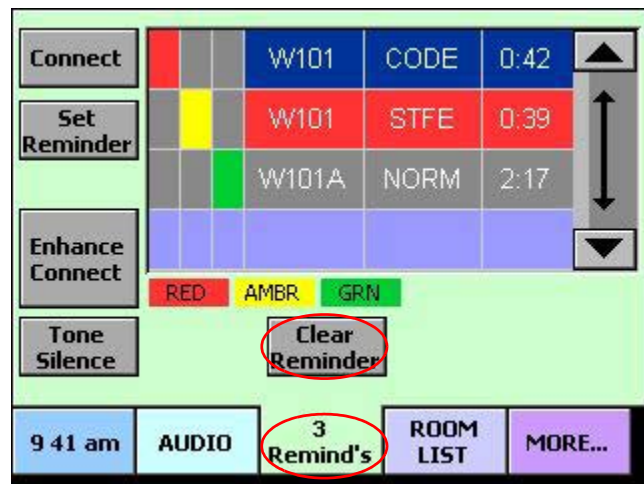 Connect
W101 CODE 0:42
Set
Reminder
W101 STFE 0:39
W101A NORM 2:17
Enhance
Connect
RED AMBR GRN
Tone
Silence
Clear
Reminder
9 41 am
AUDIO
3
Remind's
ROOM
LIST
MORE...